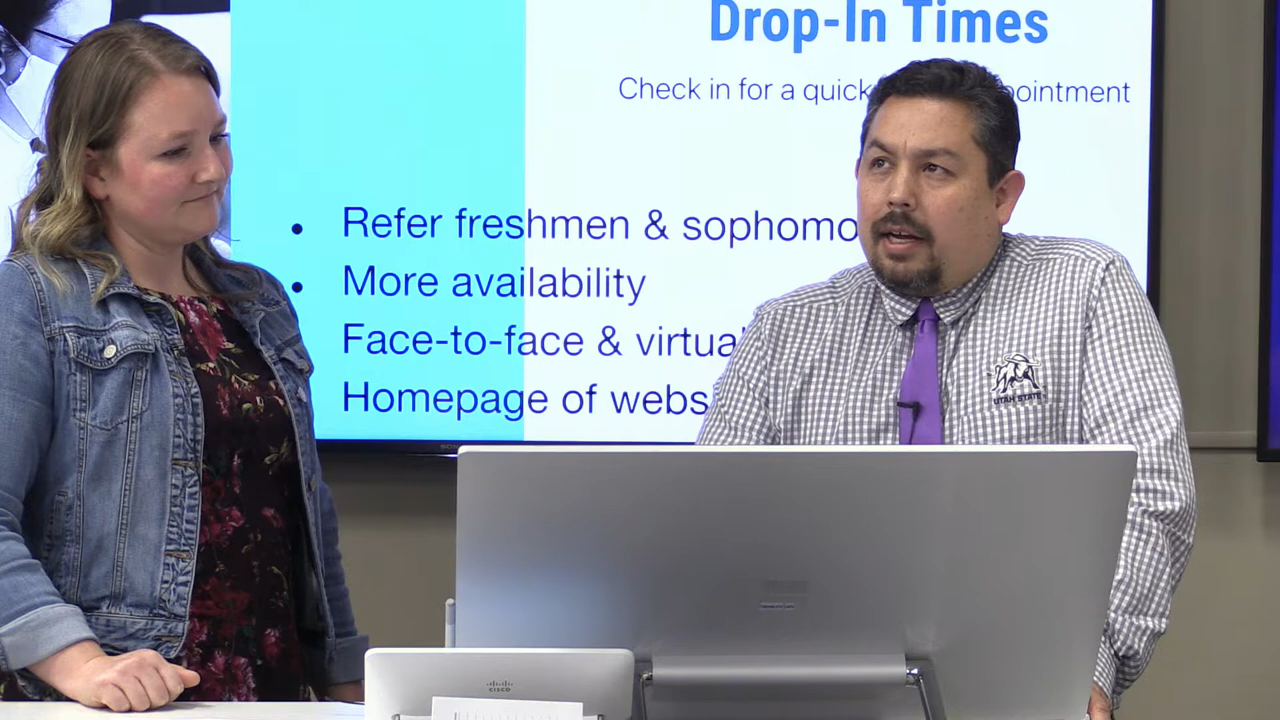 Drop-In Times
Check in for a quick pointment
• Refer freshmen & sophomo
• More availability
Face-to-face & virtual
Homepage of webs
UTAH STATE
CISCO